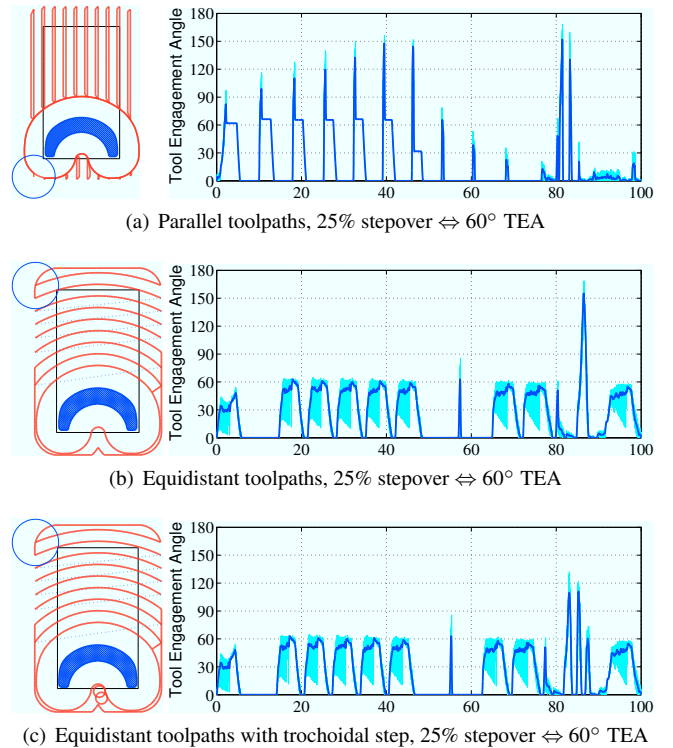 180
150
120
90
60
30
0
Tool Engagement Angle
0 20 40 60 80 100
(a) Parallel toolpaths, 25% stepover ⇔ 60° TEA
180
150
120
90
60
30
0
Tool Engagement Angle
0 20 40 60 80 100
(b) Equidistant toolpaths, 25% stepover ⇔ 60° TEA
180
150
120
90
60
30
0
Tool Engagement Angle
0 20 40 60 80 100
(c) Equidistant toolpaths with trochoidal step, 25% stepover ⇔ 60° TEA